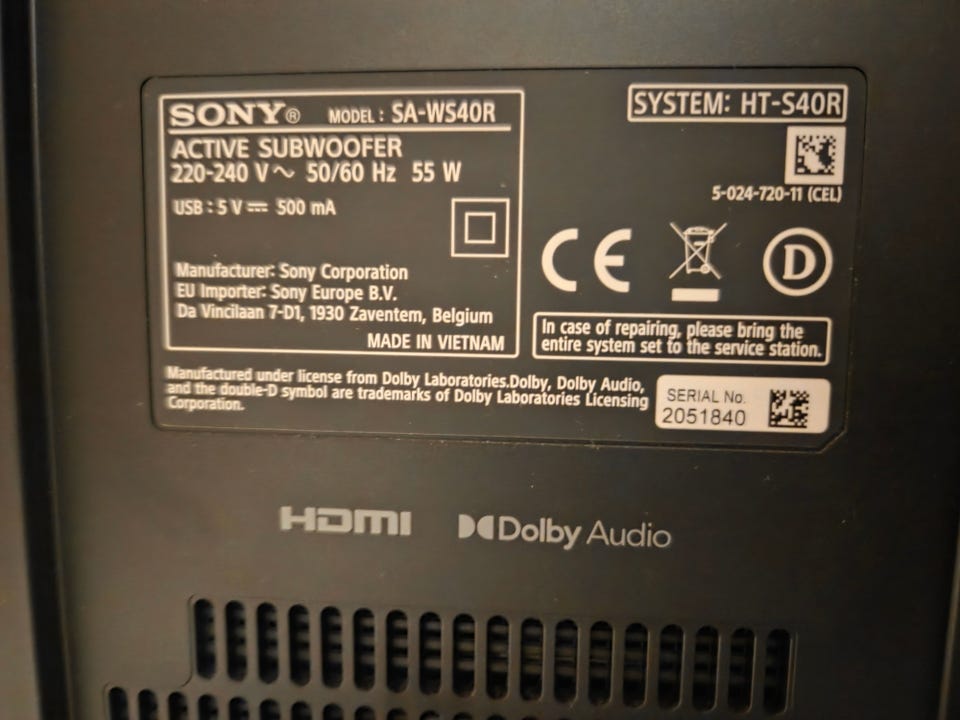 SONY® MODEL : SA-WS40R
ACTIVE SUBWOOFER
220-240 V~ 50/60 Hz 55 W
USB : 5 V ⎓ 500 mA
Manufacturer: Sony Corporation
EU Importer: Sony Europe B.V.
Da Vincilaan 7-D1, 1930 Zaventem, Belgium
MADE IN VIETNAM
SYSTEM: HT-S40R
5-024-720-11 (CEL)
CE
D
In case of repairing, please bring the
entire system set to the service station.
Manufactured under license from Dolby Laboratories.Dolby, Dolby Audio,
and the double-D symbol are trademarks of Dolby Laboratories Licensing
Corporation.
SERIAL No.
2051840
HDMI
Dolby Audio